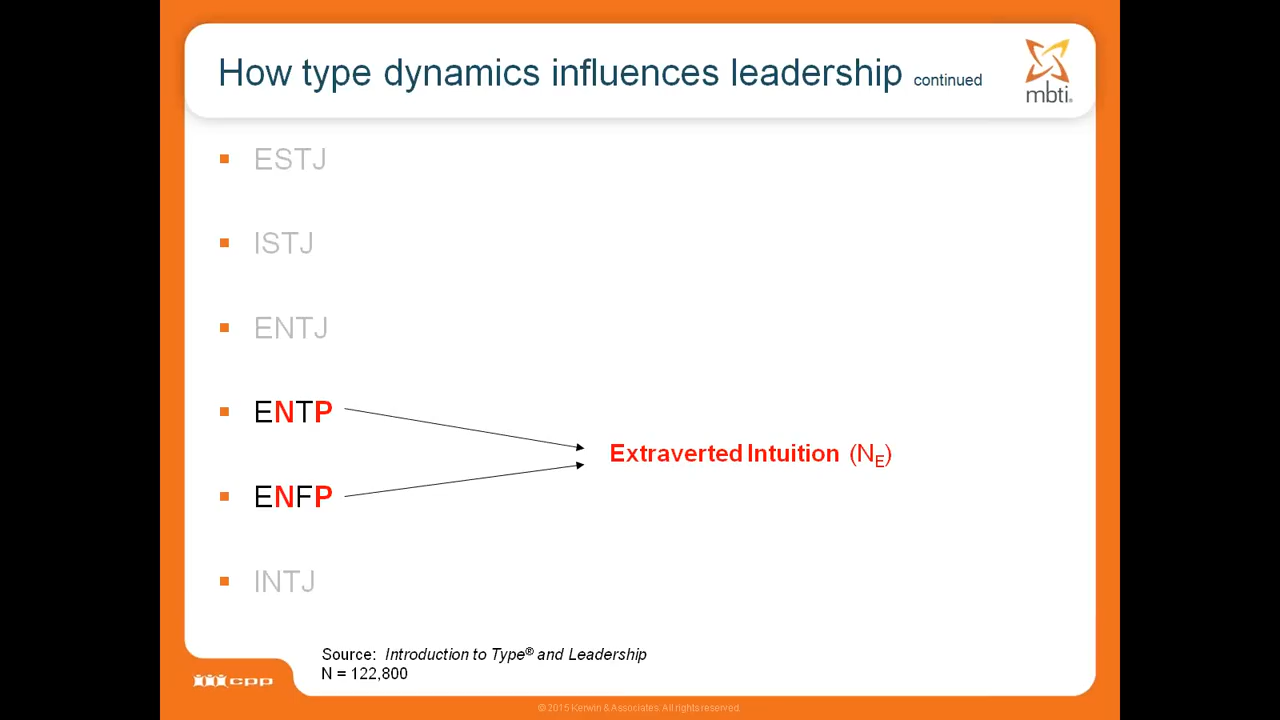 How type dynamics influences leadership continued
mbti®
ESTJ
ISTJ
ENTJ
ENTP
Extraverted Intuition (NE)
ENFP
INTJ
Source: Introduction to Type® and Leadership
N = 122,800
cpp
© 2015 Kerwin & Associates. All rights reserved.